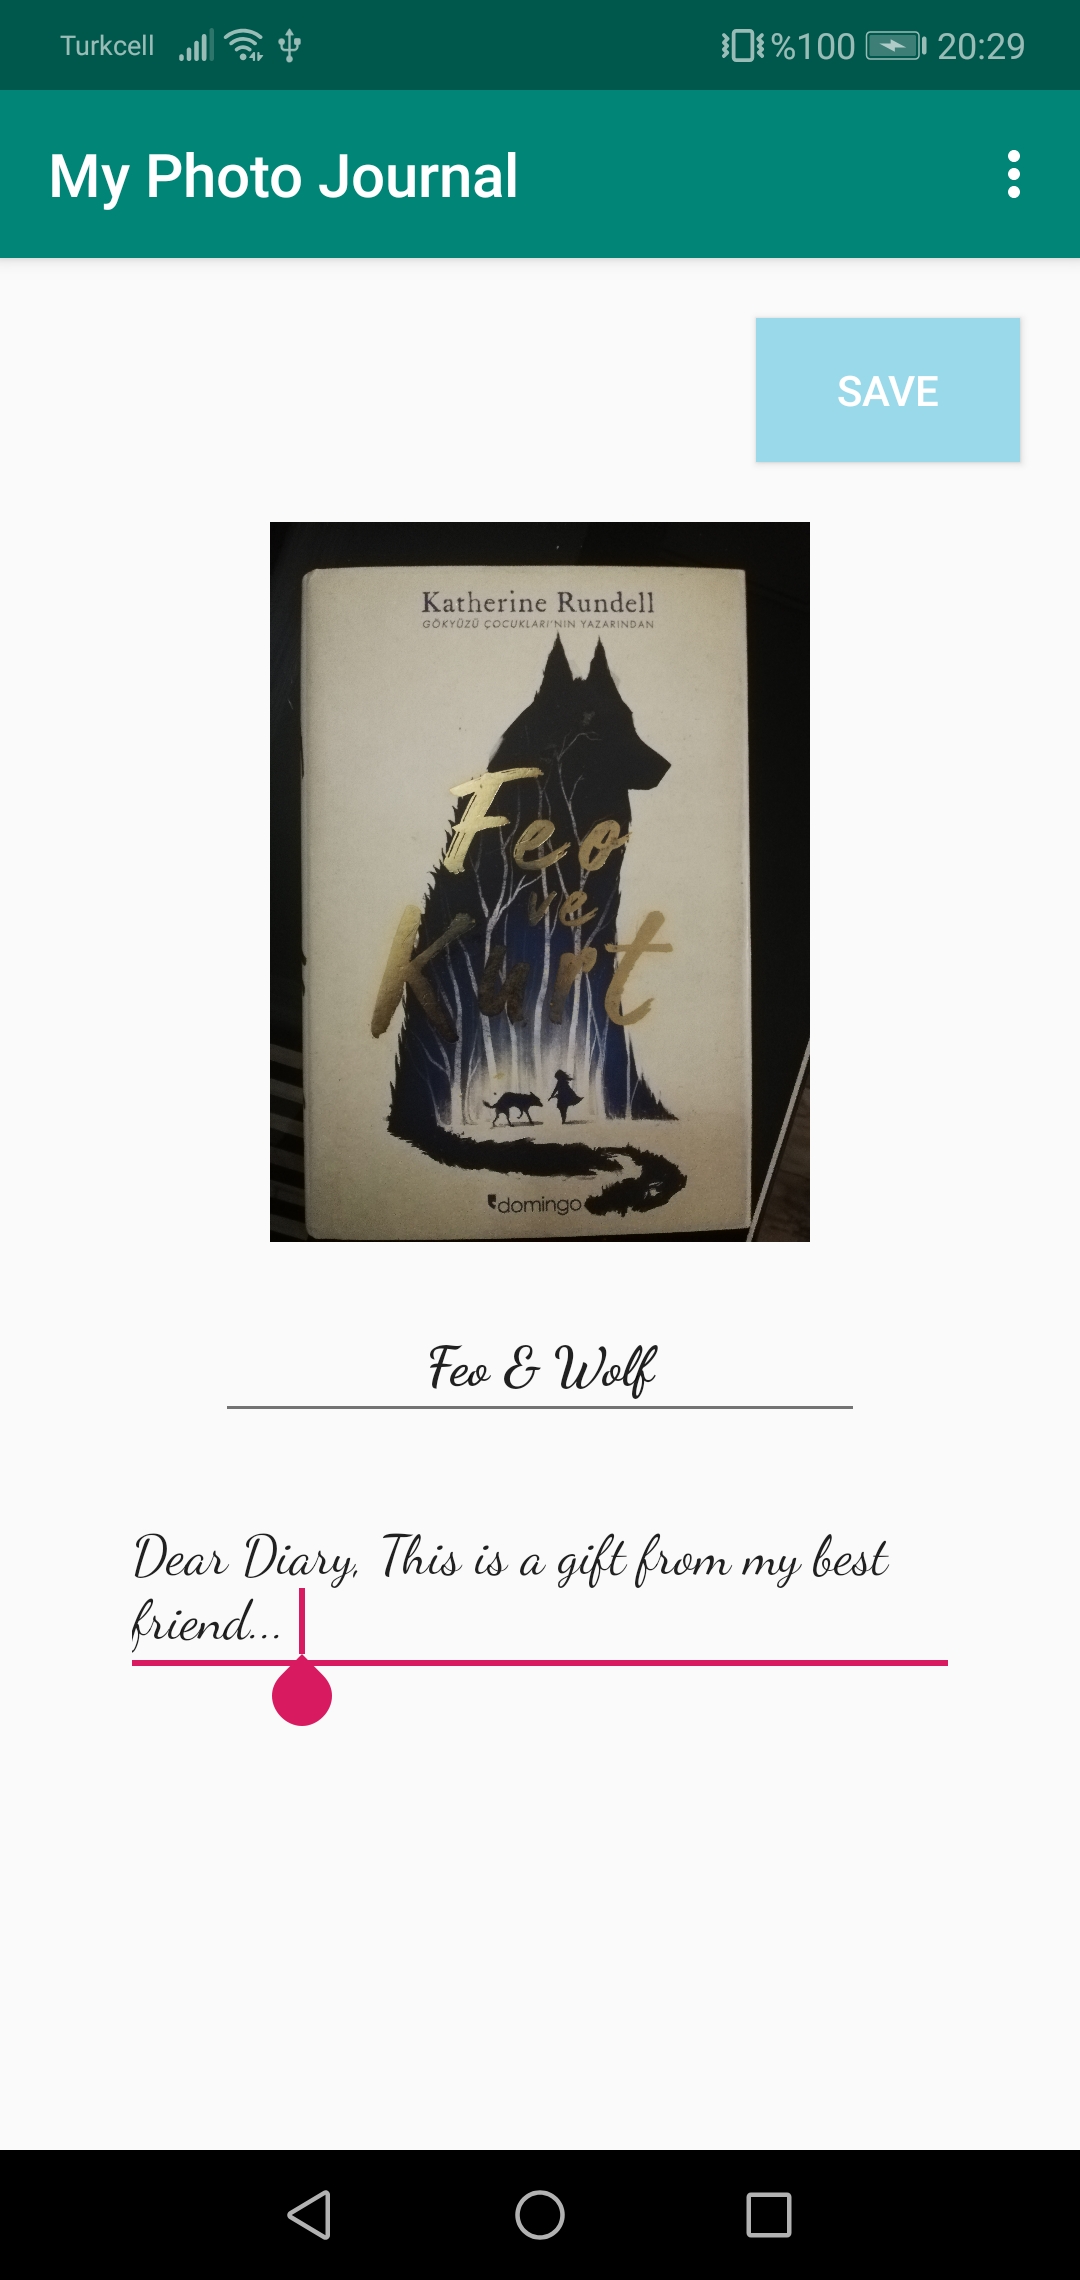 Turkcell %100 20:29
My Photo Journal
SAVE
Katherine Rundell
GÖKYÜZÜ ÇOCUKLARI'NIN YAZARINDAN
Feo
ve
Kurt
domingo
Feo & Wolf
Dear Diary, This is a gift from my best
friend...